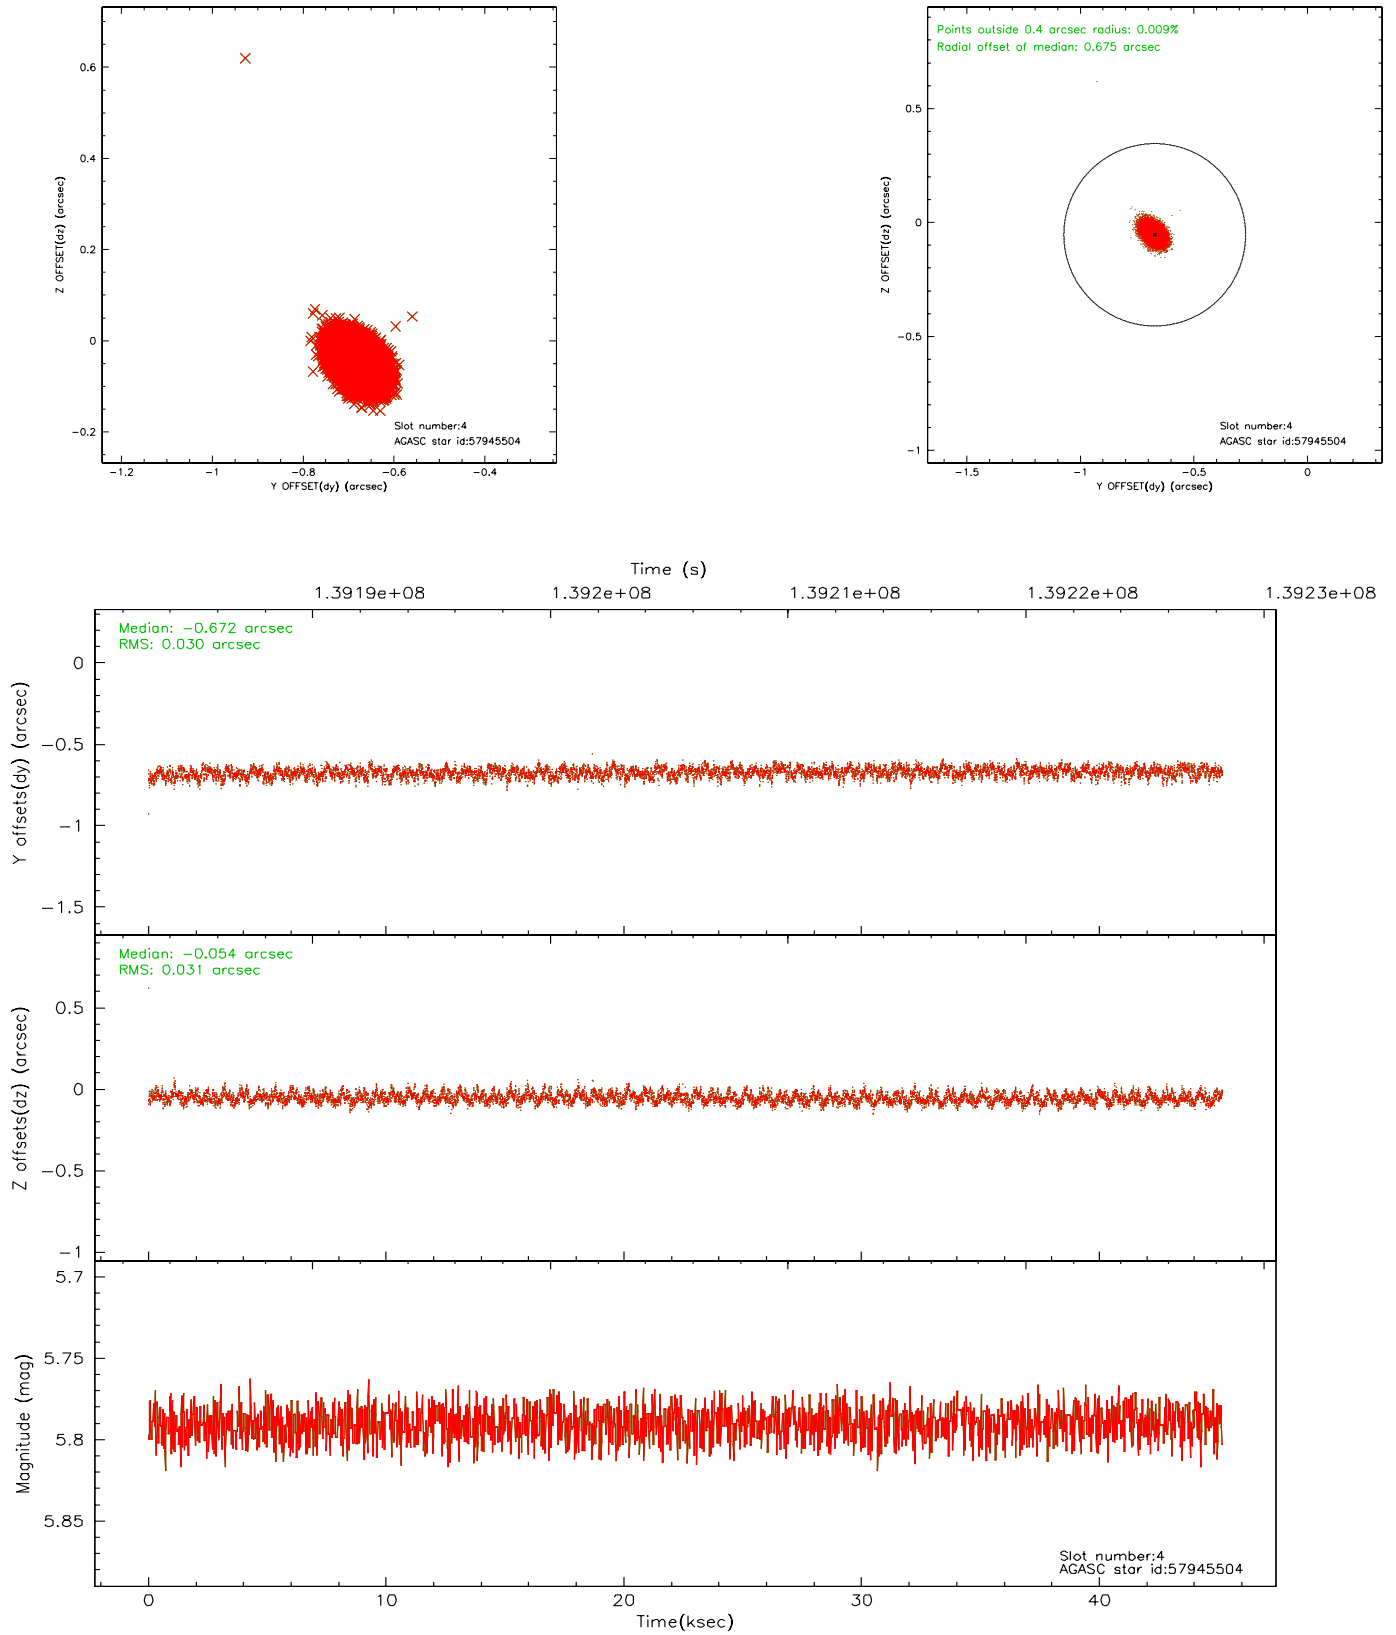 0.6
0.4
0.2
0
−0.2
Z OFFSET(dz) (arcsec)
Slot number:4
AGASC star id:57945504
−1.2 −1 −0.8 −0.6 −0.4
Y OFFSET(dy) (arcsec)
Points outside 0.4 arcsec radius: 0.009%
Radial offset of median: 0.675 arcsec
0.5
0
−0.5
−1
Z OFFSET(dz) (arcsec)
Slot number:4
AGASC star id:57945504
−1.5 −1 −0.5 0
Y OFFSET(dy) (arcsec)
Time (s)
1.3919e+08 1.392e+08 1.3921e+08 1.3922e+08 1.3923e+08
Median: −0.672 arcsec
RMS: 0.030 arcsec
0
−0.5
−1
−1.5
Y offsets(dy) (arcsec)
Median: −0.054 arcsec
RMS: 0.031 arcsec
0.5
0
−0.5
−1
Z offsets(dz) (arcsec)
5.7
5.75
5.8
5.85
Magnitude (mag)
Slot number:4
AGASC star id:57945504
0 10 20 30 40
Time(ksec)